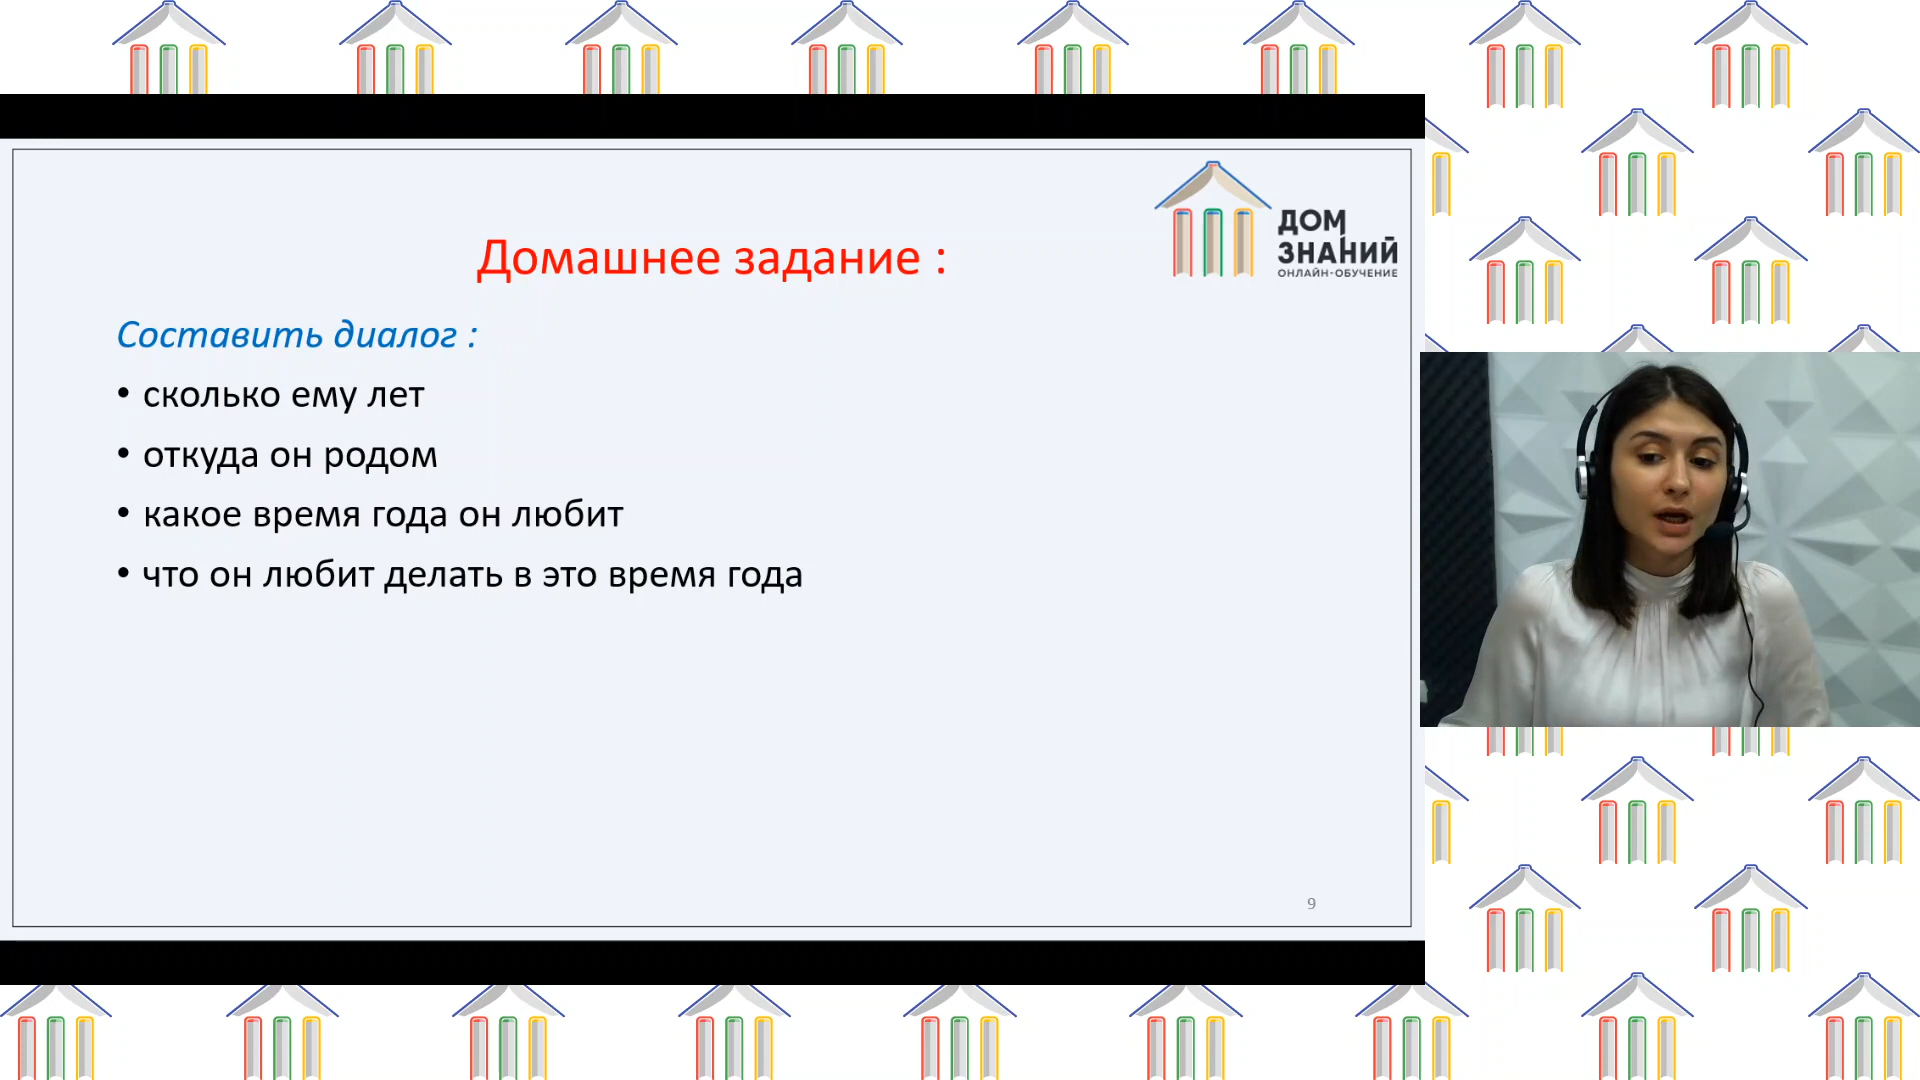 ДОМ
ЗНАНИЙ
ОНЛАЙН-ОБУЧЕНИЕ
Домашнее задание :
Составить диалог :
• сколько ему лет
• откуда он родом
• какое время года он любит
• что он любит делать в это время года
9